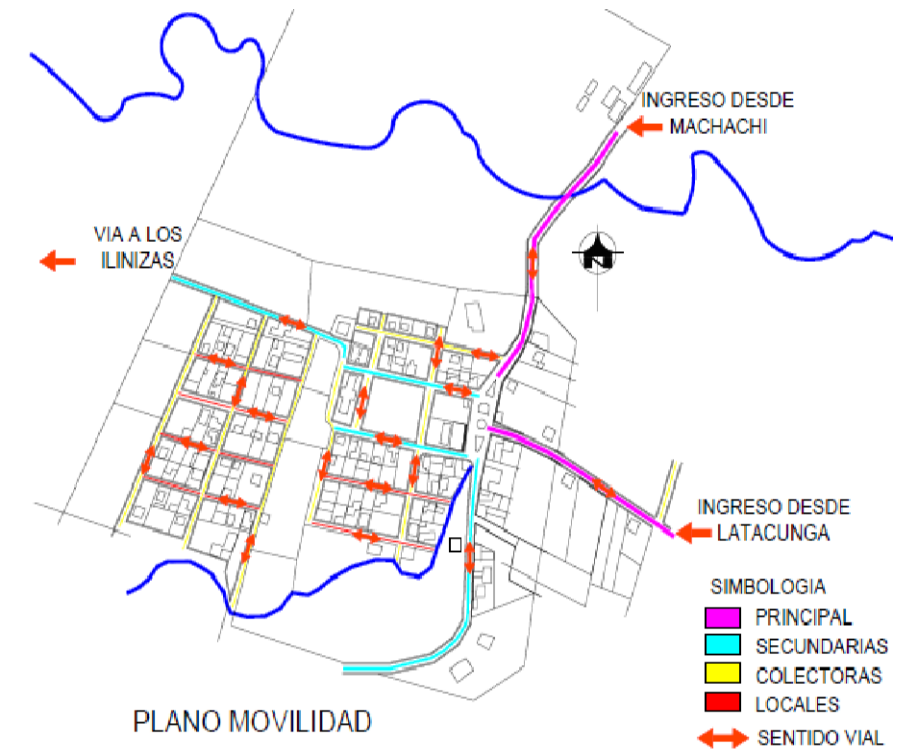 INGRESO DESDE
MACHACHI
VIA A LOS
ILINIZAS
N
INGRESO DESDE
LATACUNGA
SIMBOLOGIA
PRINCIPAL
SECUNDARIAS
COLECTORAS
LOCALES
SENTIDO VIAL
PLANO MOVILIDAD